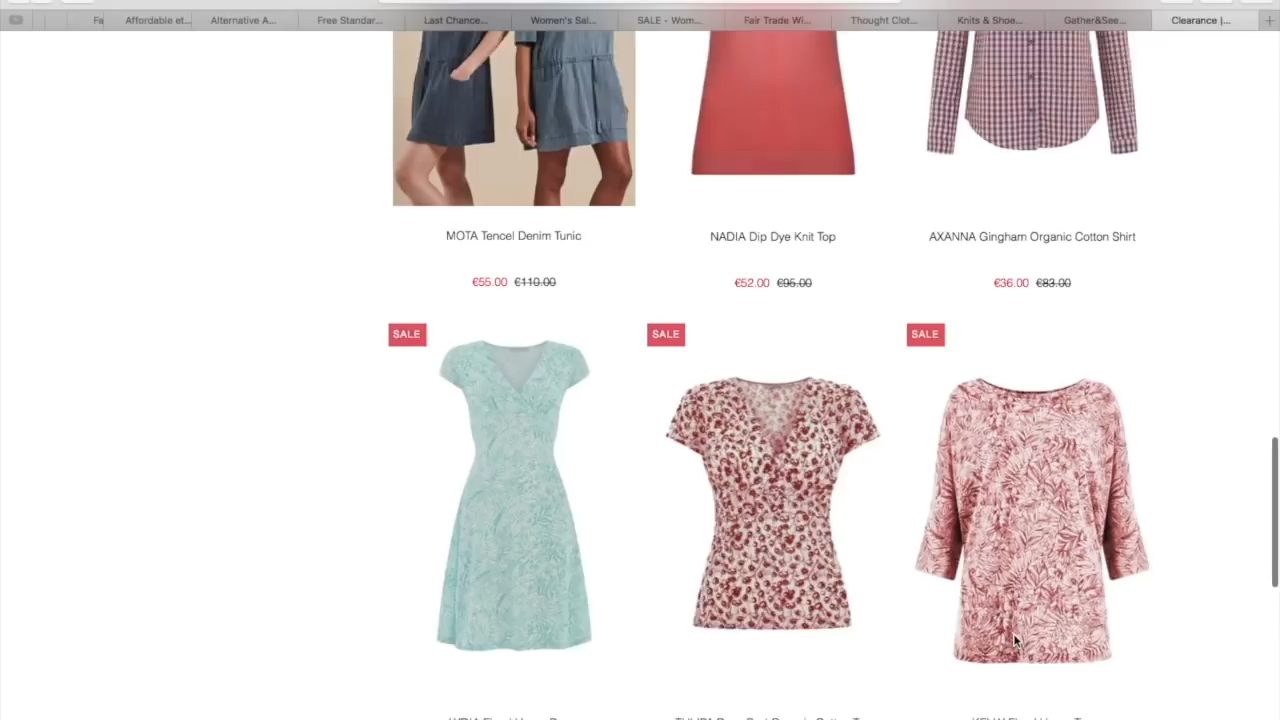 Fa
Affordable et...
Alternative A...
Free Standar...
Last Chance...
Women's Sal...
SALE - Wom...
Fair Trade Wi...
Thought Clot...
Knits & Shoe...
Gather&See...
Clearance |...
MOTA Tencel Denim Tunic
NADIA Dip Dye Knit Top
AXANNA Gingham Organic Cotton Shirt
€55.00 €110.00
€52.00 €95.00
€36.00 €83.00
SALE
SALE
SALE